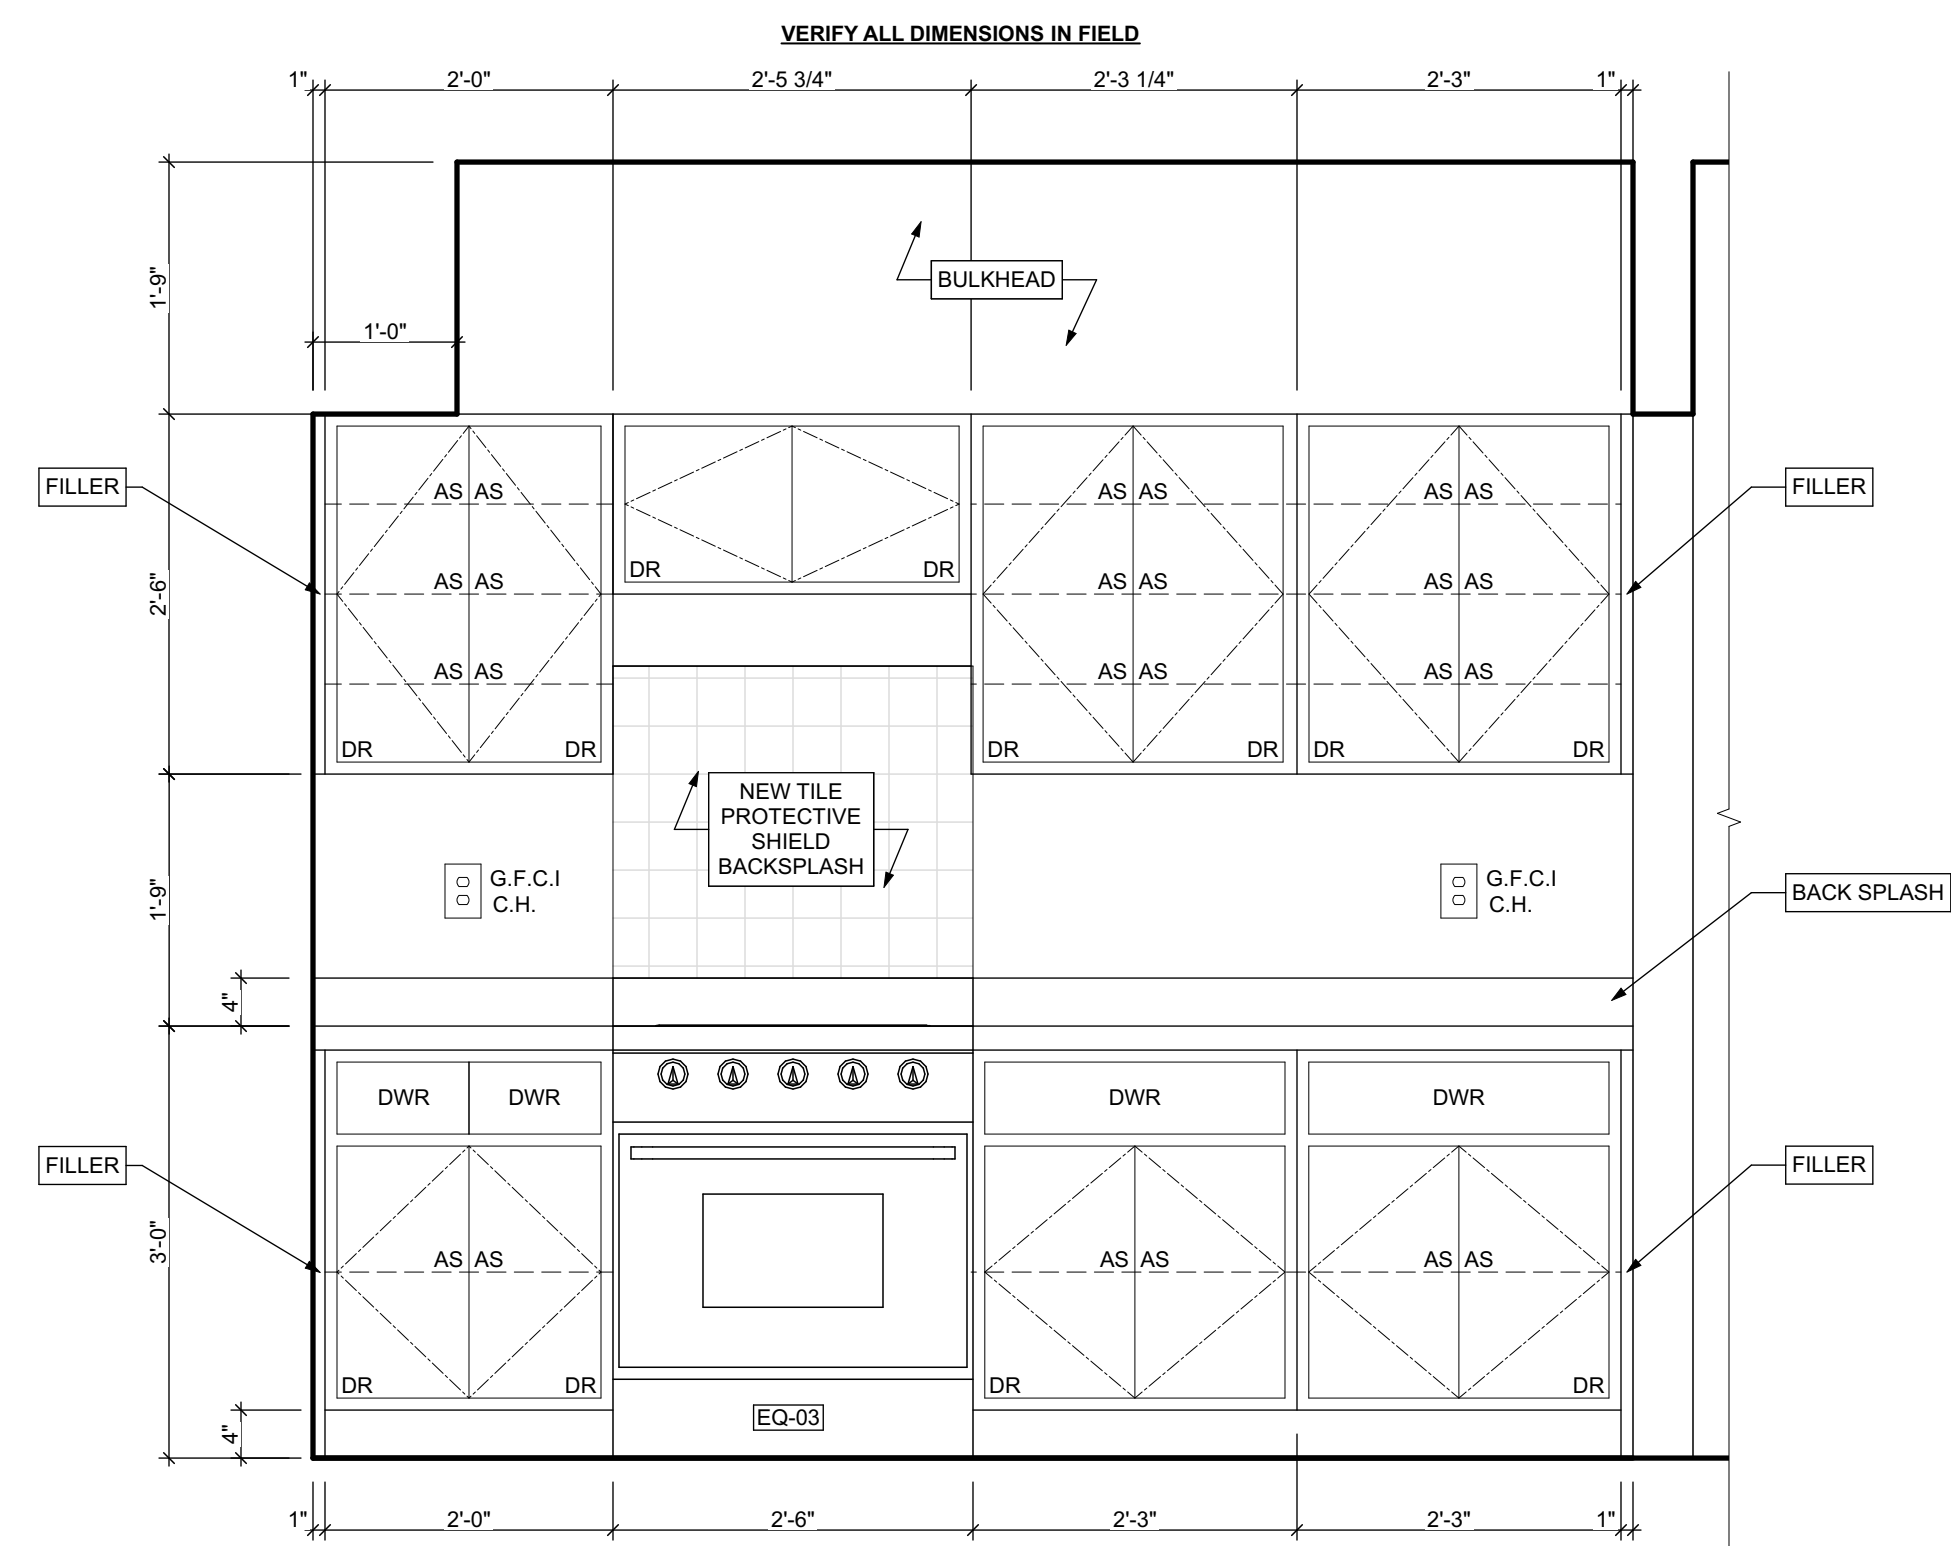 VERIFY ALL DIMENSIONS IN FIELD
1" 2'-0" 2'-5 3/4" 2'-3 1/4" 2'-3" 1"
1'-9"
BULKHEAD
1'-0"
FILLER
FILLER
AS AS
AS AS
AS AS
DR
DR
2'-6"
AS AS
AS AS
AS AS
AS AS
AS AS
AS AS
DR
DR
DR
DR
DR
DR
NEW TILE
PROTECTIVE
SHIELD
BACKSPLASH
1'-9"
G.F.C.I
C.H.
G.F.C.I
C.H.
BACK SPLASH
4"
DWR
DWR
DWR
DWR
FILLER
FILLER
3'-0"
AS AS
AS AS
AS AS
DR
DR
DR
DR
4"
EQ-03
1" 2'-0" 2'-6" 2'-3" 2'-3" 1"